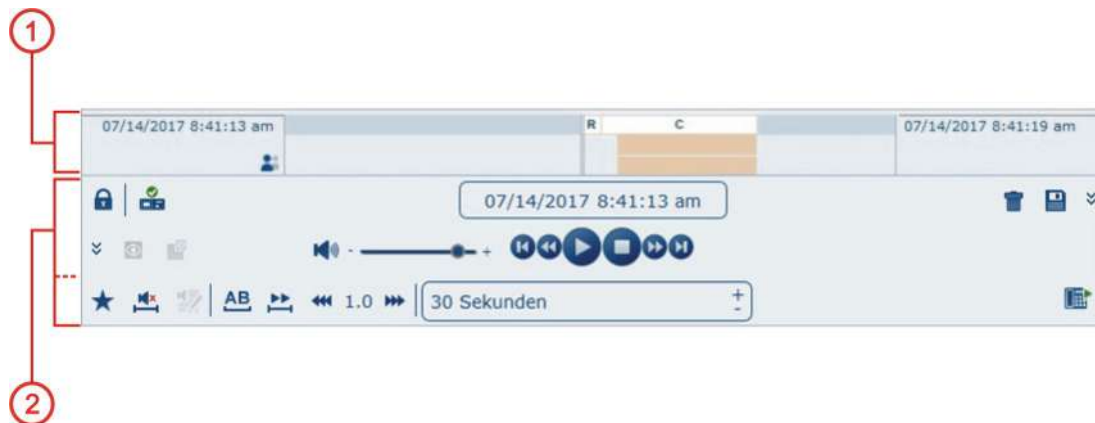 1
07/14/2017 8:41:13 am R C 07/14/2017 8:41:19 am
07/14/2017 8:41:13 am
- +
AB 1.0 30 Sekunden + -
2